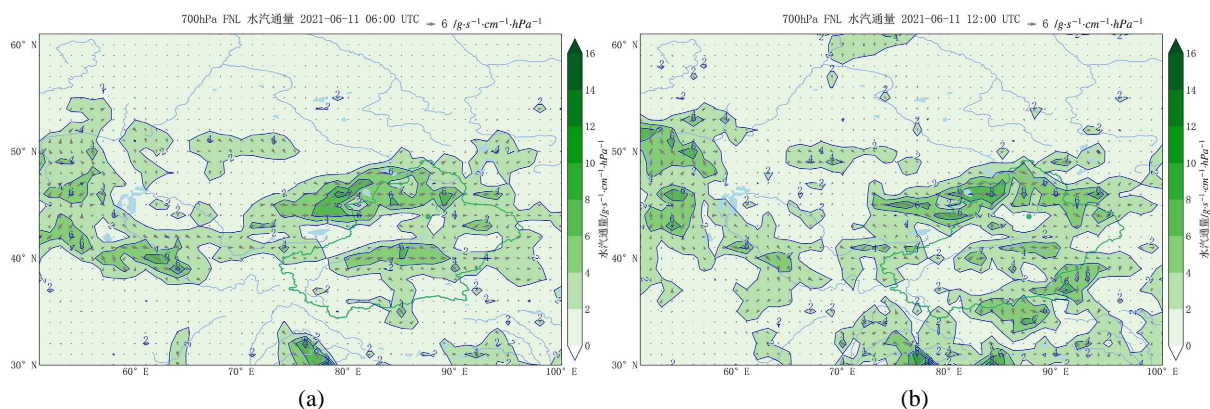 700hPa FNL 水汽通量 2021-06-11 06:00 UTC
6 /g·s⁻¹·cm⁻¹·hPa⁻¹
60° N
50° N
40° N
30° N
60° E
70° E
80° E
90° E
100° E
16
14
12
10
8
6
4
2
0
水汽通量/g·s⁻¹·cm⁻¹·hPa⁻¹
(a)
700hPa FNL 水汽通量 2021-06-11 12:00 UTC
6 /g·s⁻¹·cm⁻¹·hPa⁻¹
60° N
50° N
40° N
30° N
60° E
70° E
80° E
90° E
100° E
16
14
12
10
8
6
4
2
0
水汽通量/g·s⁻¹·cm⁻¹·hPa⁻¹
(b)